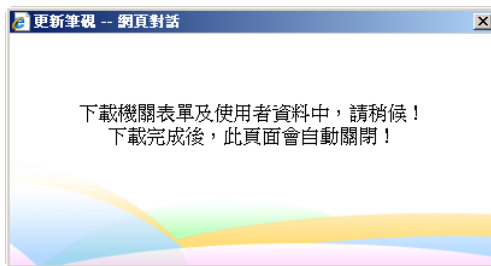 更新筆硯 -- 網頁對話
下載機關表單及使用者資料中，請稍候！
下載完成後，此頁面會自動關閉！